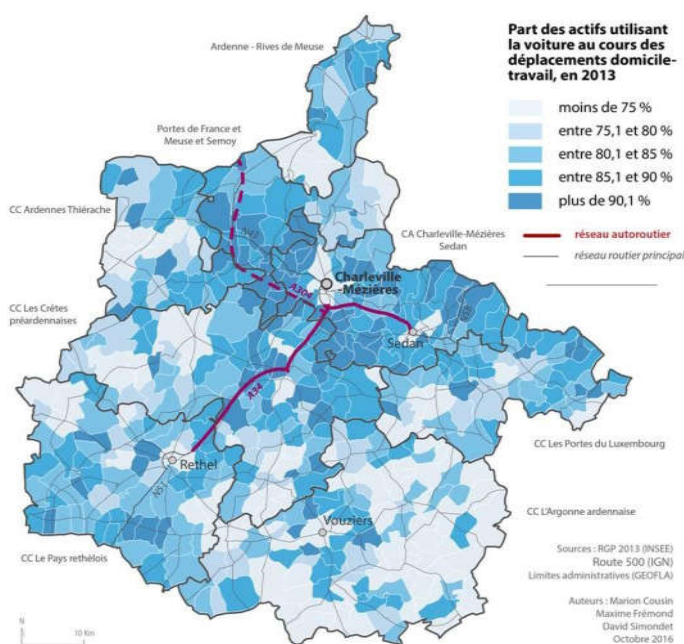 Part des actifs utilisant
la voiture au cours des
déplacements domicile-
travail, en 2013
moins de 75 %
entre 75,1 et 80 %
entre 80,1 et 85 %
entre 85,1 et 90 %
plus de 90,1 %
réseau autoroutier
réseau routier principal
Ardenne - Rives de Meuse
Portes de France et
Meuse et Semoy
CC Ardennes Thiérache
CA Charleville-Mézières
Sedan
A304
Charleville
-Mézières
CC Les Crêtes
préardennaises
Sedan
A34
CC Les Portes du Luxembourg
Rethel
N51
CC L'Argonne ardennaise
Vouziers
CC Le Pays rethélois
Sources : RGP 2013 (INSEE)
Route 500 (IGN)
Limites administratives (GEOFLA)
Auteurs : Marion Cousin
Maxime Frémond
David Simondet
Octobre 2016
N
10 Km